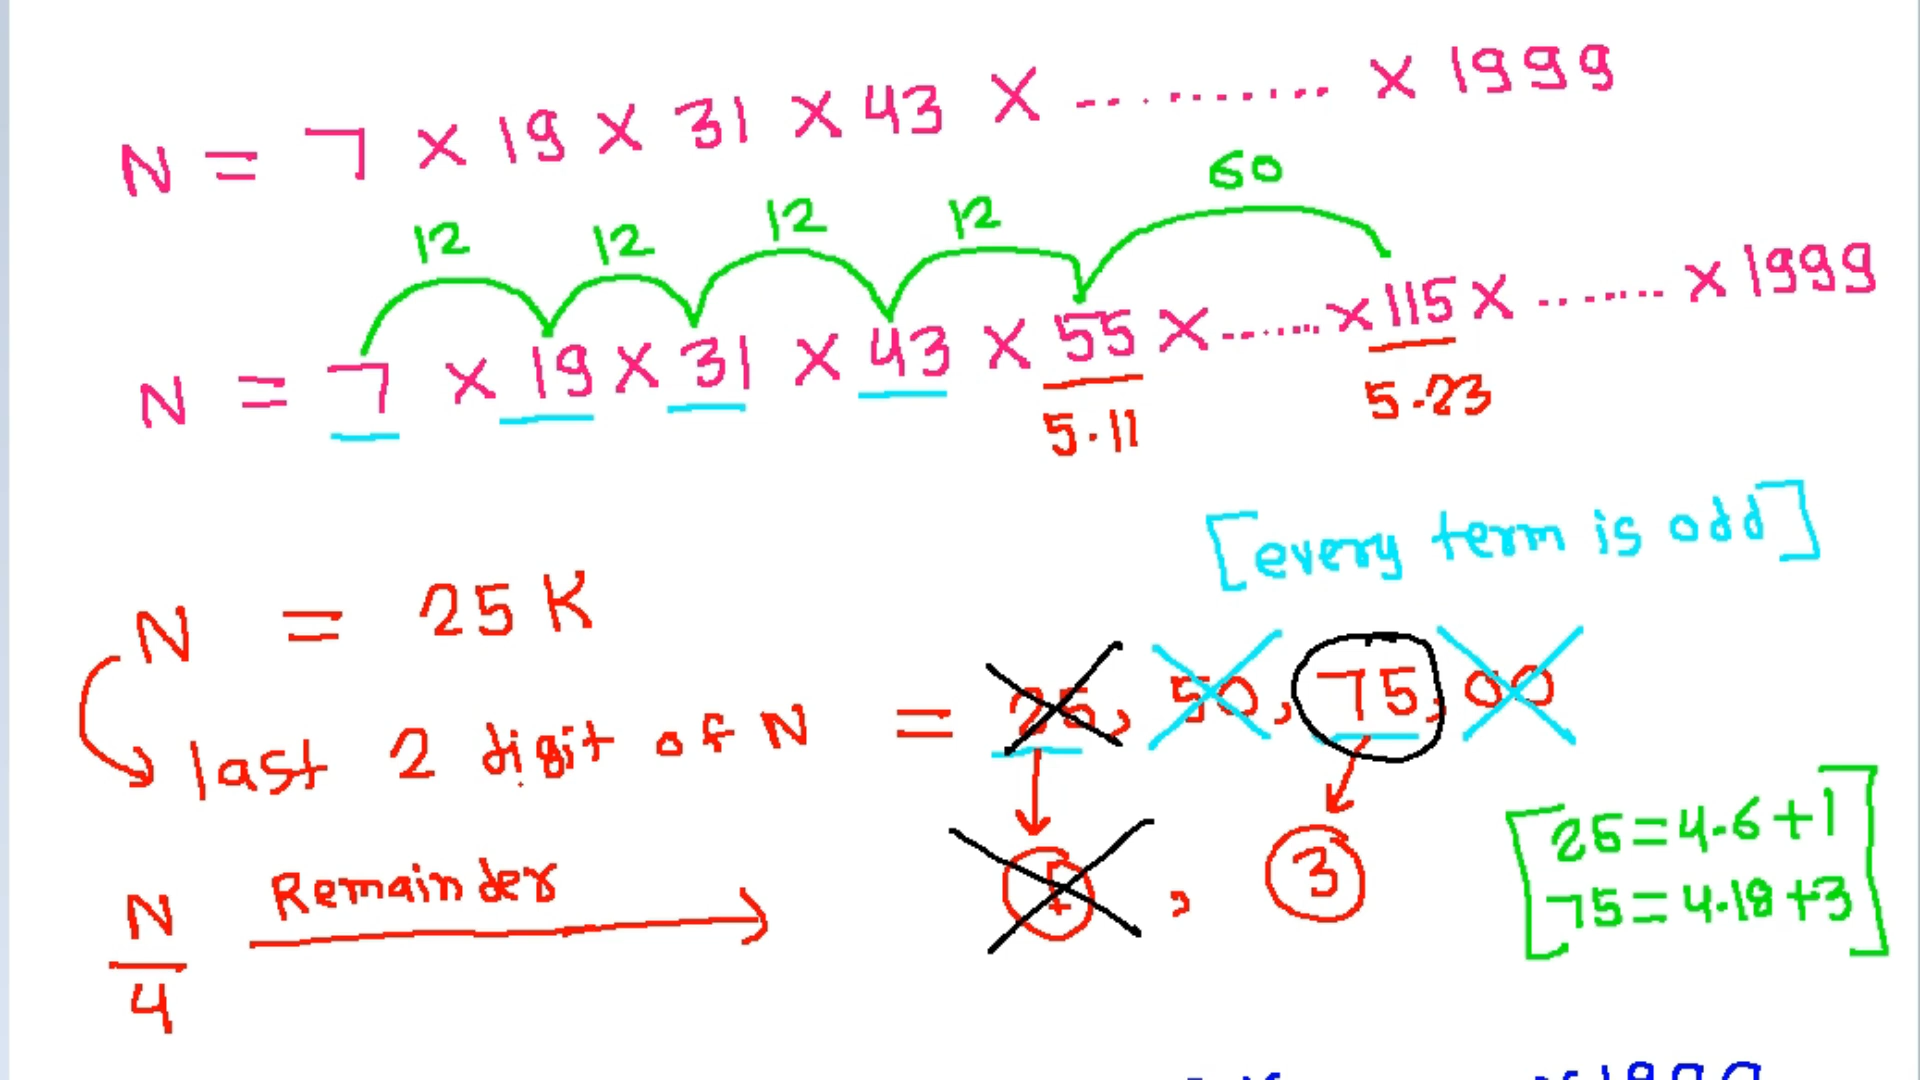 N = 7 × 19 × 31 × 43 × .......... × 1999
12 12 12 12 60
N = 7 × 19 × 31 × 43 × 55 × ....... × 115 × ....... × 1999
5.11 5.23
[every term is odd]
N = 25K
last 2 digit of N = 25, 50, 75, 00
[25 = 4.6+1
75 = 4.18+3]
N/4 Remainder → 1, 3